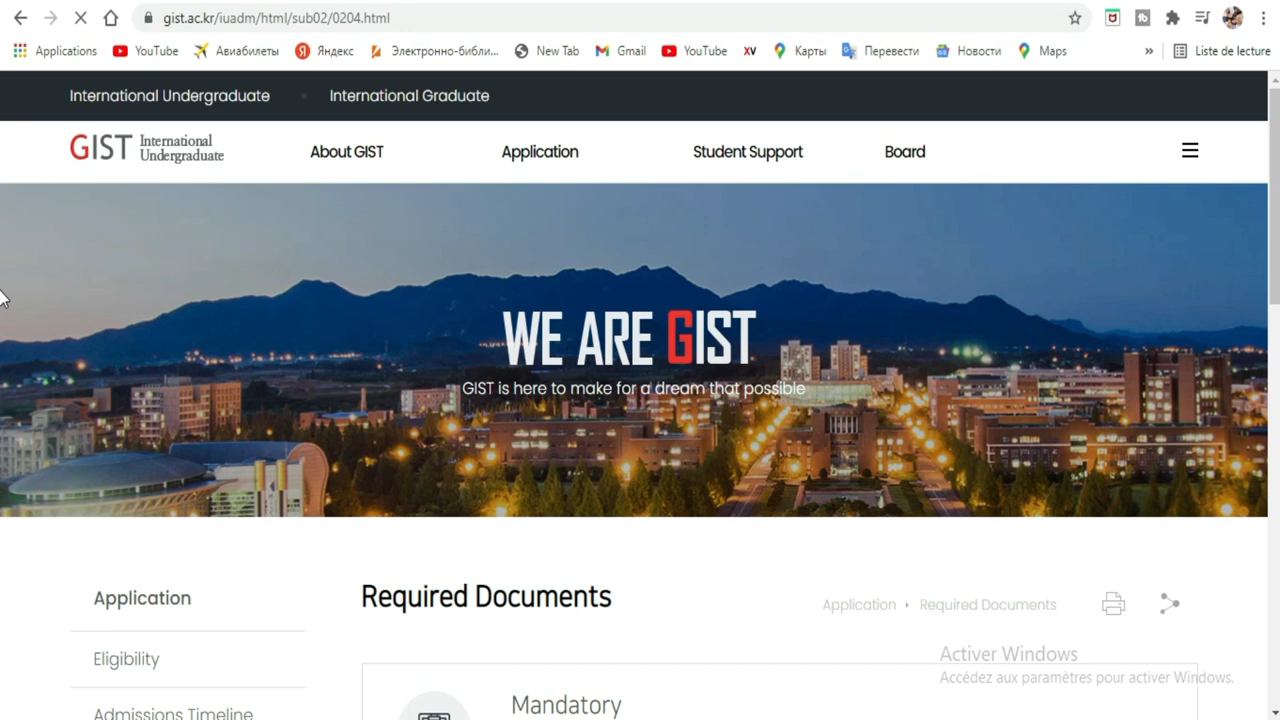 gist.ac.kr/iuadm/html/sub02/0204.html
Applications YouTube Авиабилеты Яндекс Электронно-библи... New Tab Gmail YouTube XV Карты Перевести Новости Maps » Liste de lecture
International Undergraduate International Graduate
GIST International Undergraduate About GIST Application Student Support Board
WE ARE GIST
GIST is here to make for a dream that possible
Application
Required Documents
Application Required Documents
Eligibility
Activer Windows
Accédez aux paramètres pour activer Windows.
Mandatory
Admissions Timeline